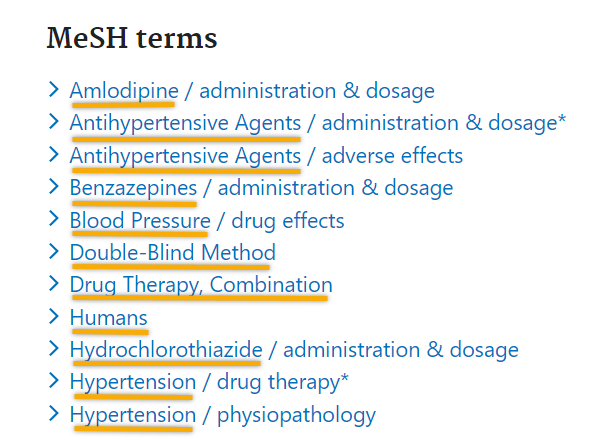 MeSH terms
Amlodipine / administration & dosage
Antihypertensive Agents / administration & dosage*
Antihypertensive Agents / adverse effects
Benzazepines / administration & dosage
Blood Pressure / drug effects
Double-Blind Method
Drug Therapy, Combination
Humans
Hydrochlorothiazide / administration & dosage
Hypertension / drug therapy*
Hypertension / physiopathology